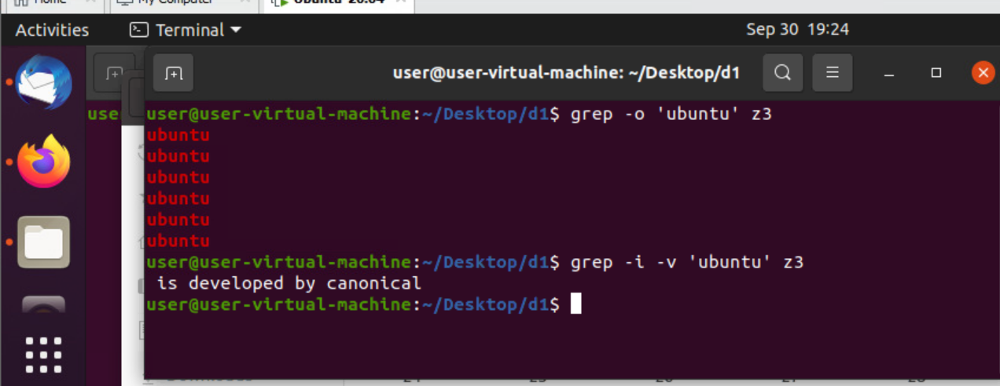 Home
My Computer
Ubuntu 20.04
Activities
Terminal
Sep 30 19:24
user@user-virtual-machine: ~/Desktop/d1
use
user@user-virtual-machine:~/Desktop/d1$ grep -o 'ubuntu' z3
ubuntu
ubuntu
ubuntu
ubuntu
ubuntu
ubuntu
user@user-virtual-machine:~/Desktop/d1$ grep -i -v 'ubuntu' z3
is developed by canonical
user@user-virtual-machine:~/Desktop/d1$